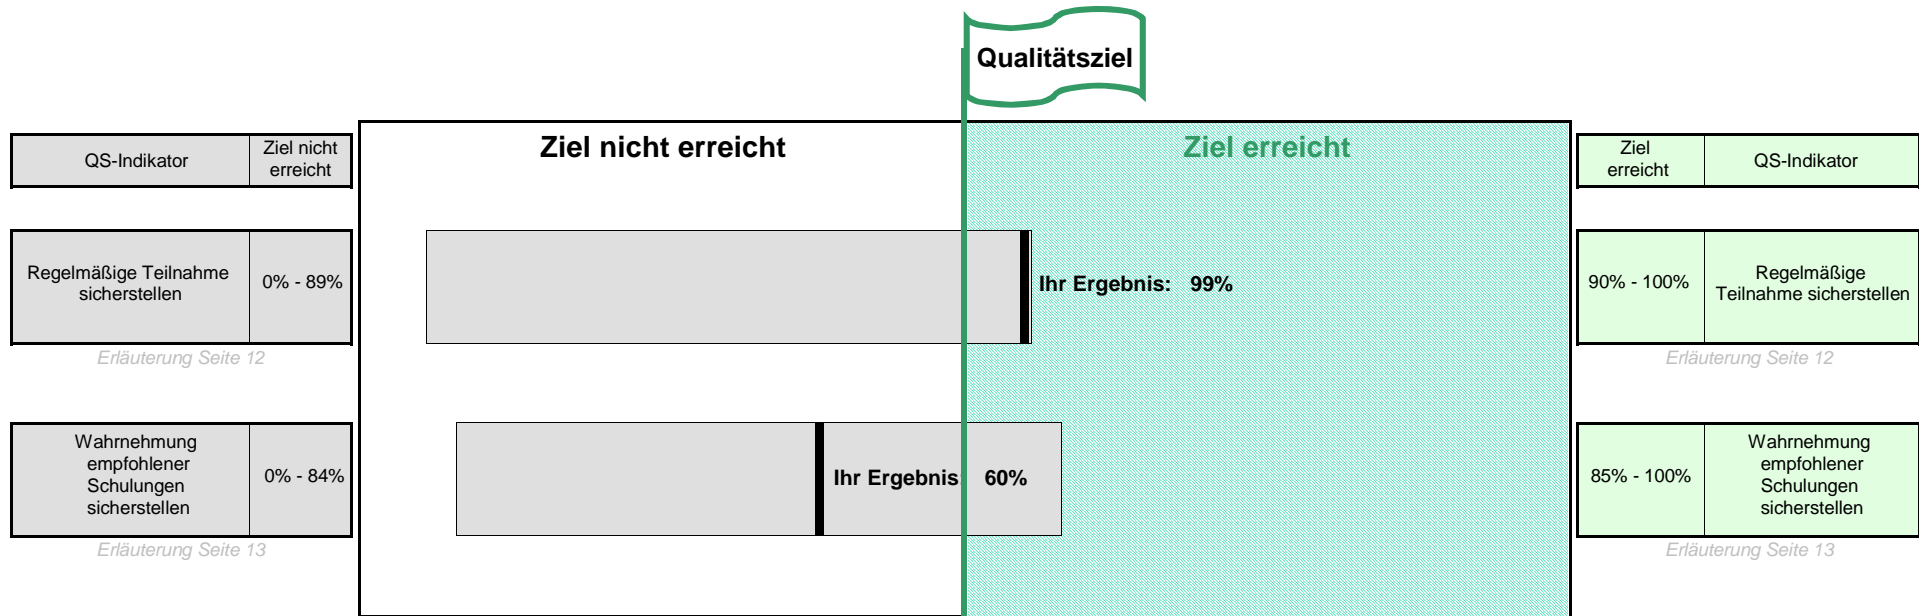 Qualitätsziel
Ziel nicht erreicht
Ziel erreicht
QS-Indikator
Ziel nicht
erreicht
Ziel
erreicht
QS-Indikator
Regelmäßige Teilnahme
sicherstellen
0% - 89%
Ihr Ergebnis: 99%
90% - 100%
Regelmäßige
Teilnahme sicherstellen
Erläuterung Seite 12
Erläuterung Seite 12
Wahrnehmung
empfohlener
Schulungen
sicherstellen
0% - 84%
Ihr Ergebnis: 60%
85% - 100%
Wahrnehmung
empfohlener
Schulungen
sicherstellen
Erläuterung Seite 13
Erläuterung Seite 13